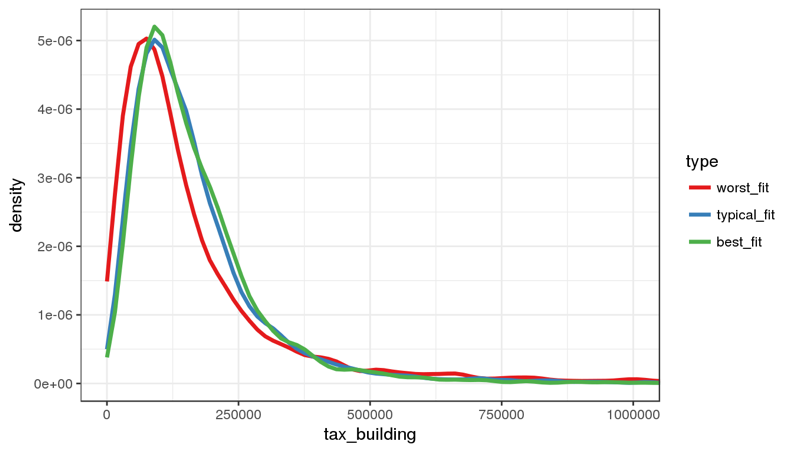 5e-06
4e-06
3e-06
2e-06
1e-06
0e+00
density
0
250000
500000
750000
1000000
tax_building
type
worst_fit
typical_fit
best_fit